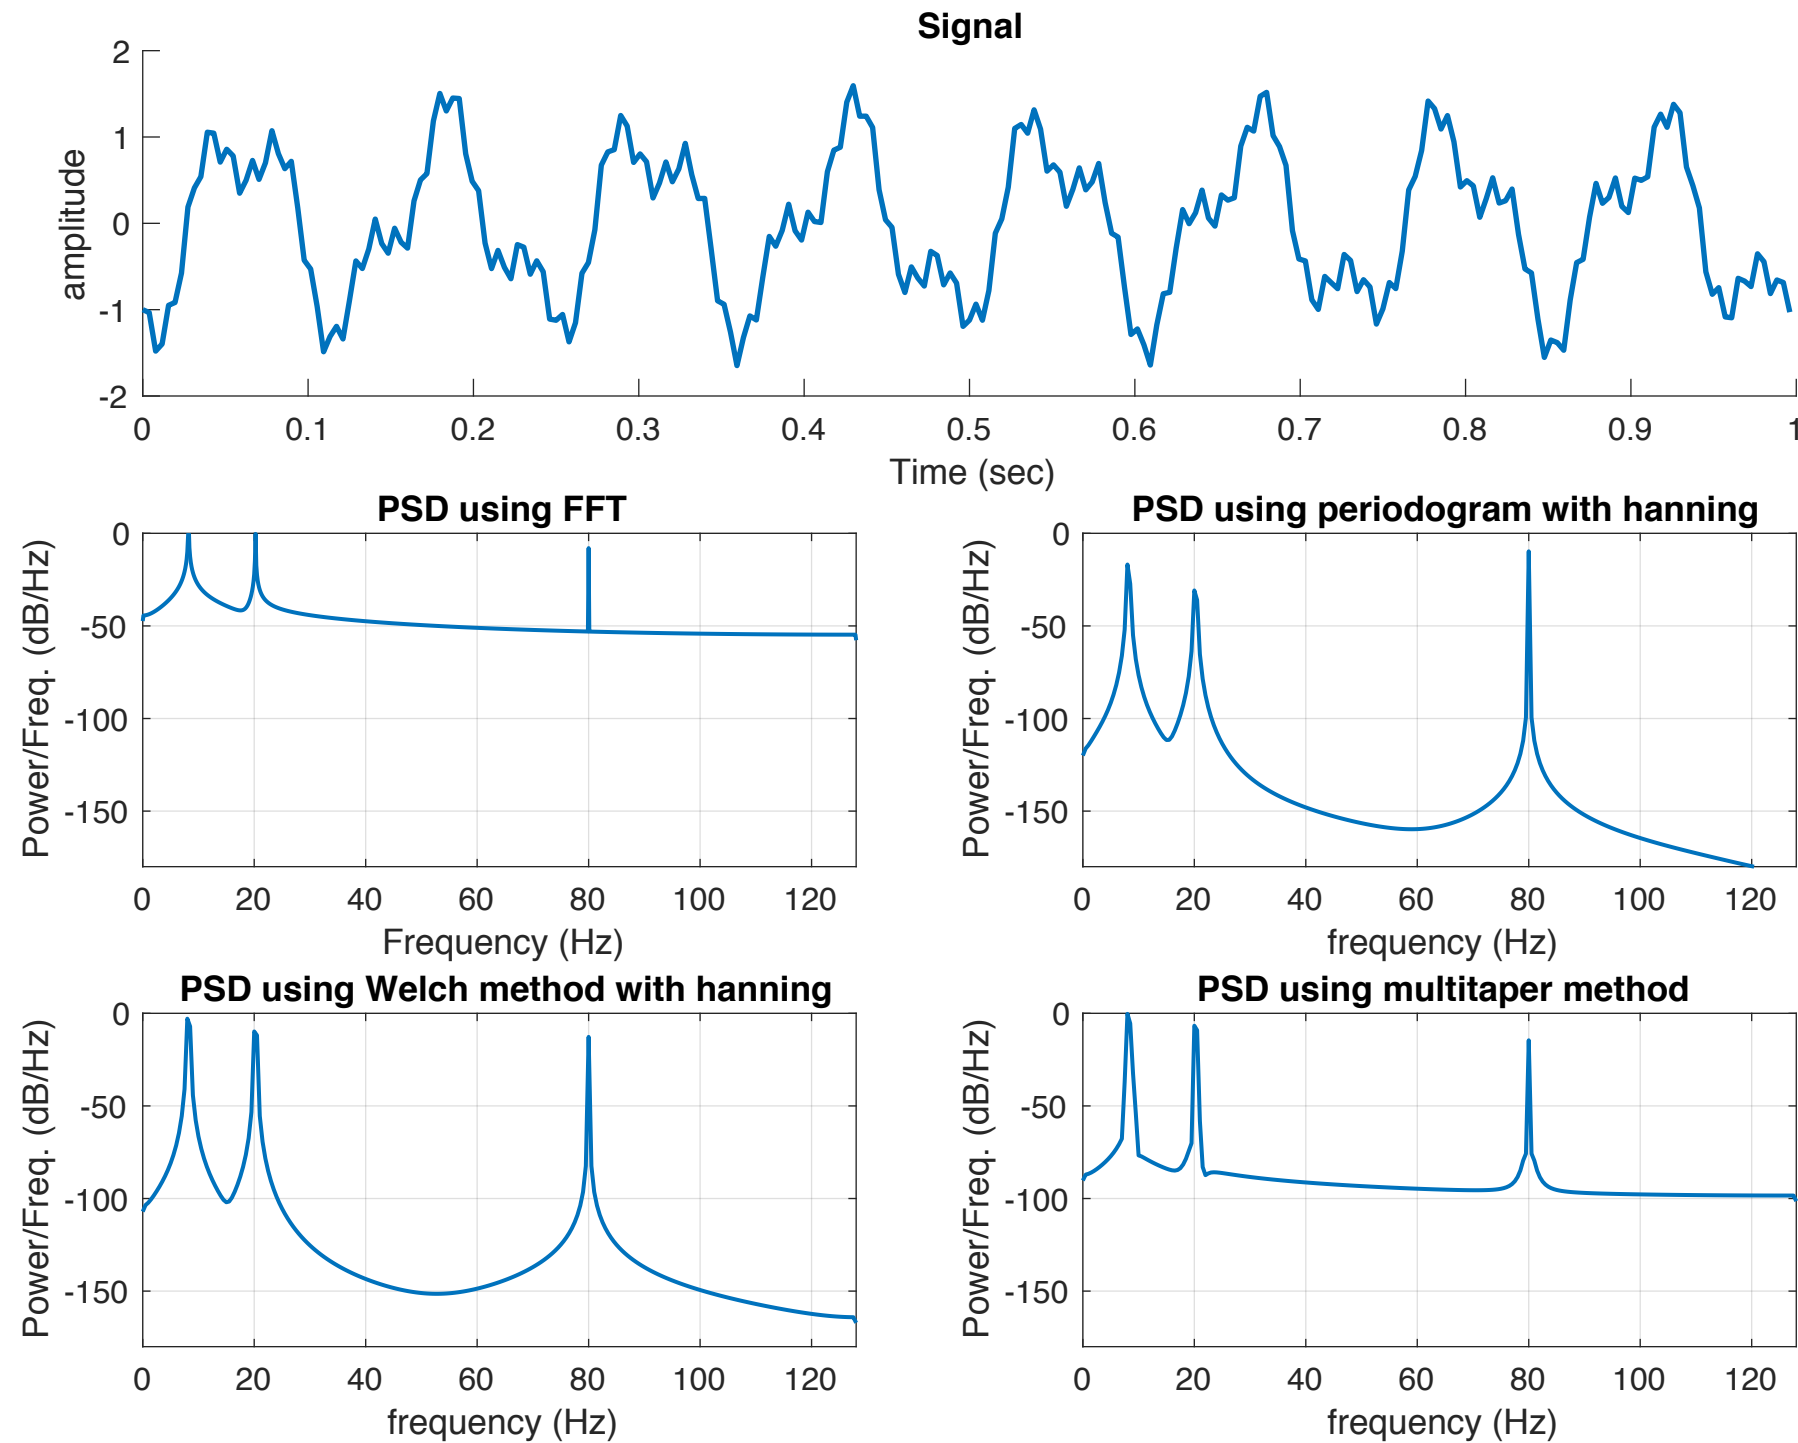 Signal
2
1
0
-1
-2
amplitude
0 0.1 0.2 0.3 0.4 0.5 0.6 0.7 0.8 0.9 1
Time (sec)
PSD using FFT
0
-50
-100
-150
Power/Freq. (dB/Hz)
0 20 40 60 80 100 120
Frequency (Hz)
PSD using periodogram with hanning
0
-50
-100
-150
Power/Freq. (dB/Hz)
0 20 40 60 80 100 120
frequency (Hz)
PSD using Welch method with hanning
0
-50
-100
-150
Power/Freq. (dB/Hz)
0 20 40 60 80 100 120
frequency (Hz)
PSD using multitaper method
0
-50
-100
-150
Power/Freq. (dB/Hz)
0 20 40 60 80 100 120
frequency (Hz)